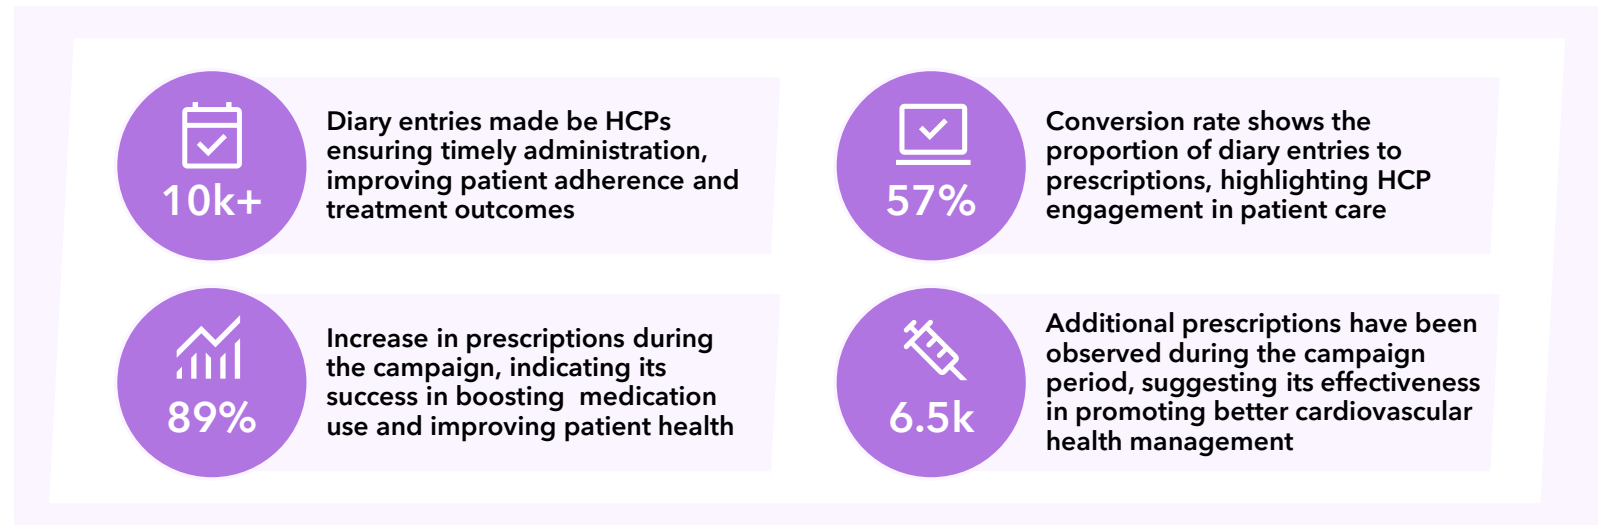 10k+
Diary entries made be HCPs
ensuring timely administration,
improving patient adherence and
treatment outcomes
57%
Conversion rate shows the
proportion of diary entries to
prescriptions, highlighting HCP
engagement in patient care
89%
Increase in prescriptions during
the campaign, indicating its
success in boosting  medication
use and improving patient health
6.5k
Additional prescriptions have been
observed during the campaign
period, suggesting its effectiveness
in promoting better cardiovascular
health management